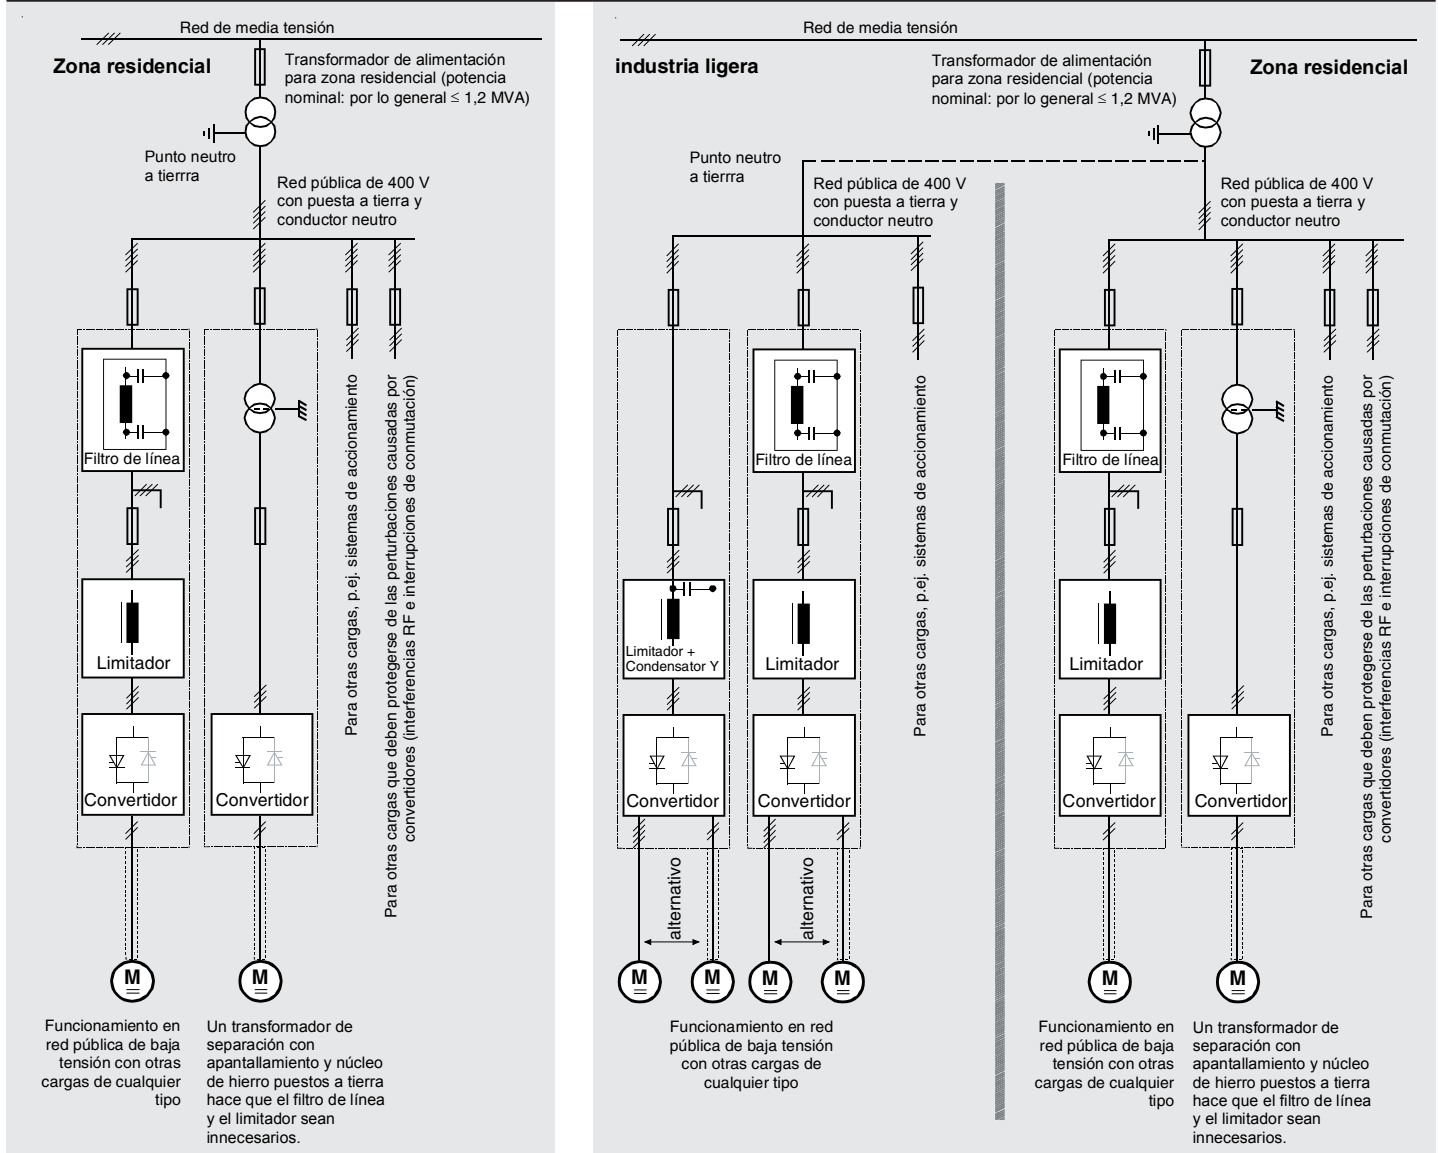 Red de media tensión
Zona residencial
Transformador de alimentación
para zona residencial (potencia
nominal: por lo general ≤ 1,2 MVA)
Punto neutro
a tierrra
Red pública de 400 V
con puesta a tierra y
conductor neutro
Filtro de línea
Limitador
Convertidor
Convertidor
Para otras cargas, p.ej. sistemas de accionamiento
Para otras cargas que deben protegerse de las perturbaciones causadas por
convertidores (interferencias RF e interrupciones de conmutación)
M
M
Funcionamiento en
red pública de baja
tensión con otras
cargas de cualquier
tipo
Un transformador de
separación con
apantallamiento y núcleo
de hierro puestos a tierra
hace que el filtro de línea
y el limitador sean
innecesarios.
Red de media tensión
industria ligera
Transformador de alimentación
para zona residencial (potencia
nominal: por lo general ≤ 1,2 MVA)
Zona residencial
Punto neutro
a tierrra
Red pública de 400 V
con puesta a tierra y
conductor neutro
Red pública de 400 V
con puesta a tierra y
conductor neutro
Filtro de línea
Limitador +
Condensator Y
Limitador
Convertidor
Convertidor
alternativo
alternativo
M
M
M
M
Para otras cargas, p.ej. sistemas de accionamiento
Funcionamiento en red
pública de baja tensión
con otras cargas de
cualquier tipo
Filtro de línea
Limitador
Convertidor
Convertidor
Para otras cargas, p.ej. sistemas de accionamiento
Para otras cargas que deben protegerse de las perturbaciones causadas por
convertidores (interferencias RF e interrupciones de conmutación)
M
M
Funcionamiento en
red pública de baja
tensión con otras
cargas de cualquier
tipo
Un transformador de
separación con
apantallamiento y núcleo
de hierro puestos a tierra
hace que el filtro de línea
y el limitador sean
innecesarios.